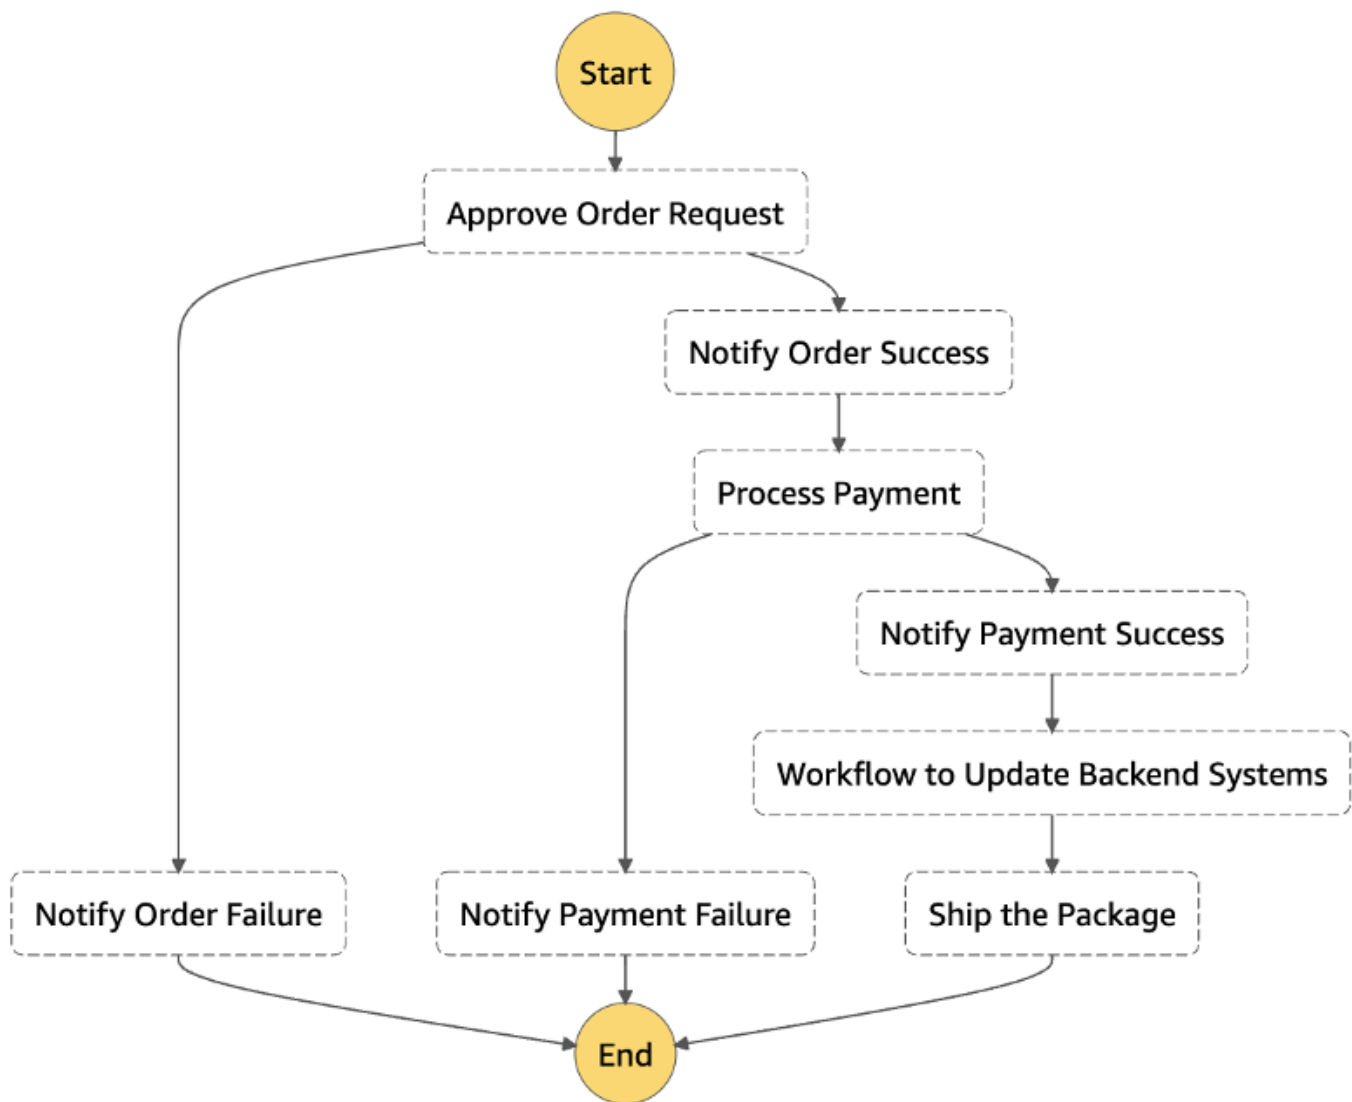 Start
Approve Order Request
Notify Order Success
Process Payment
Notify Payment Success
Workflow to Update Backend Systems
Notify Order Failure
Notify Payment Failure
Ship the Package
End